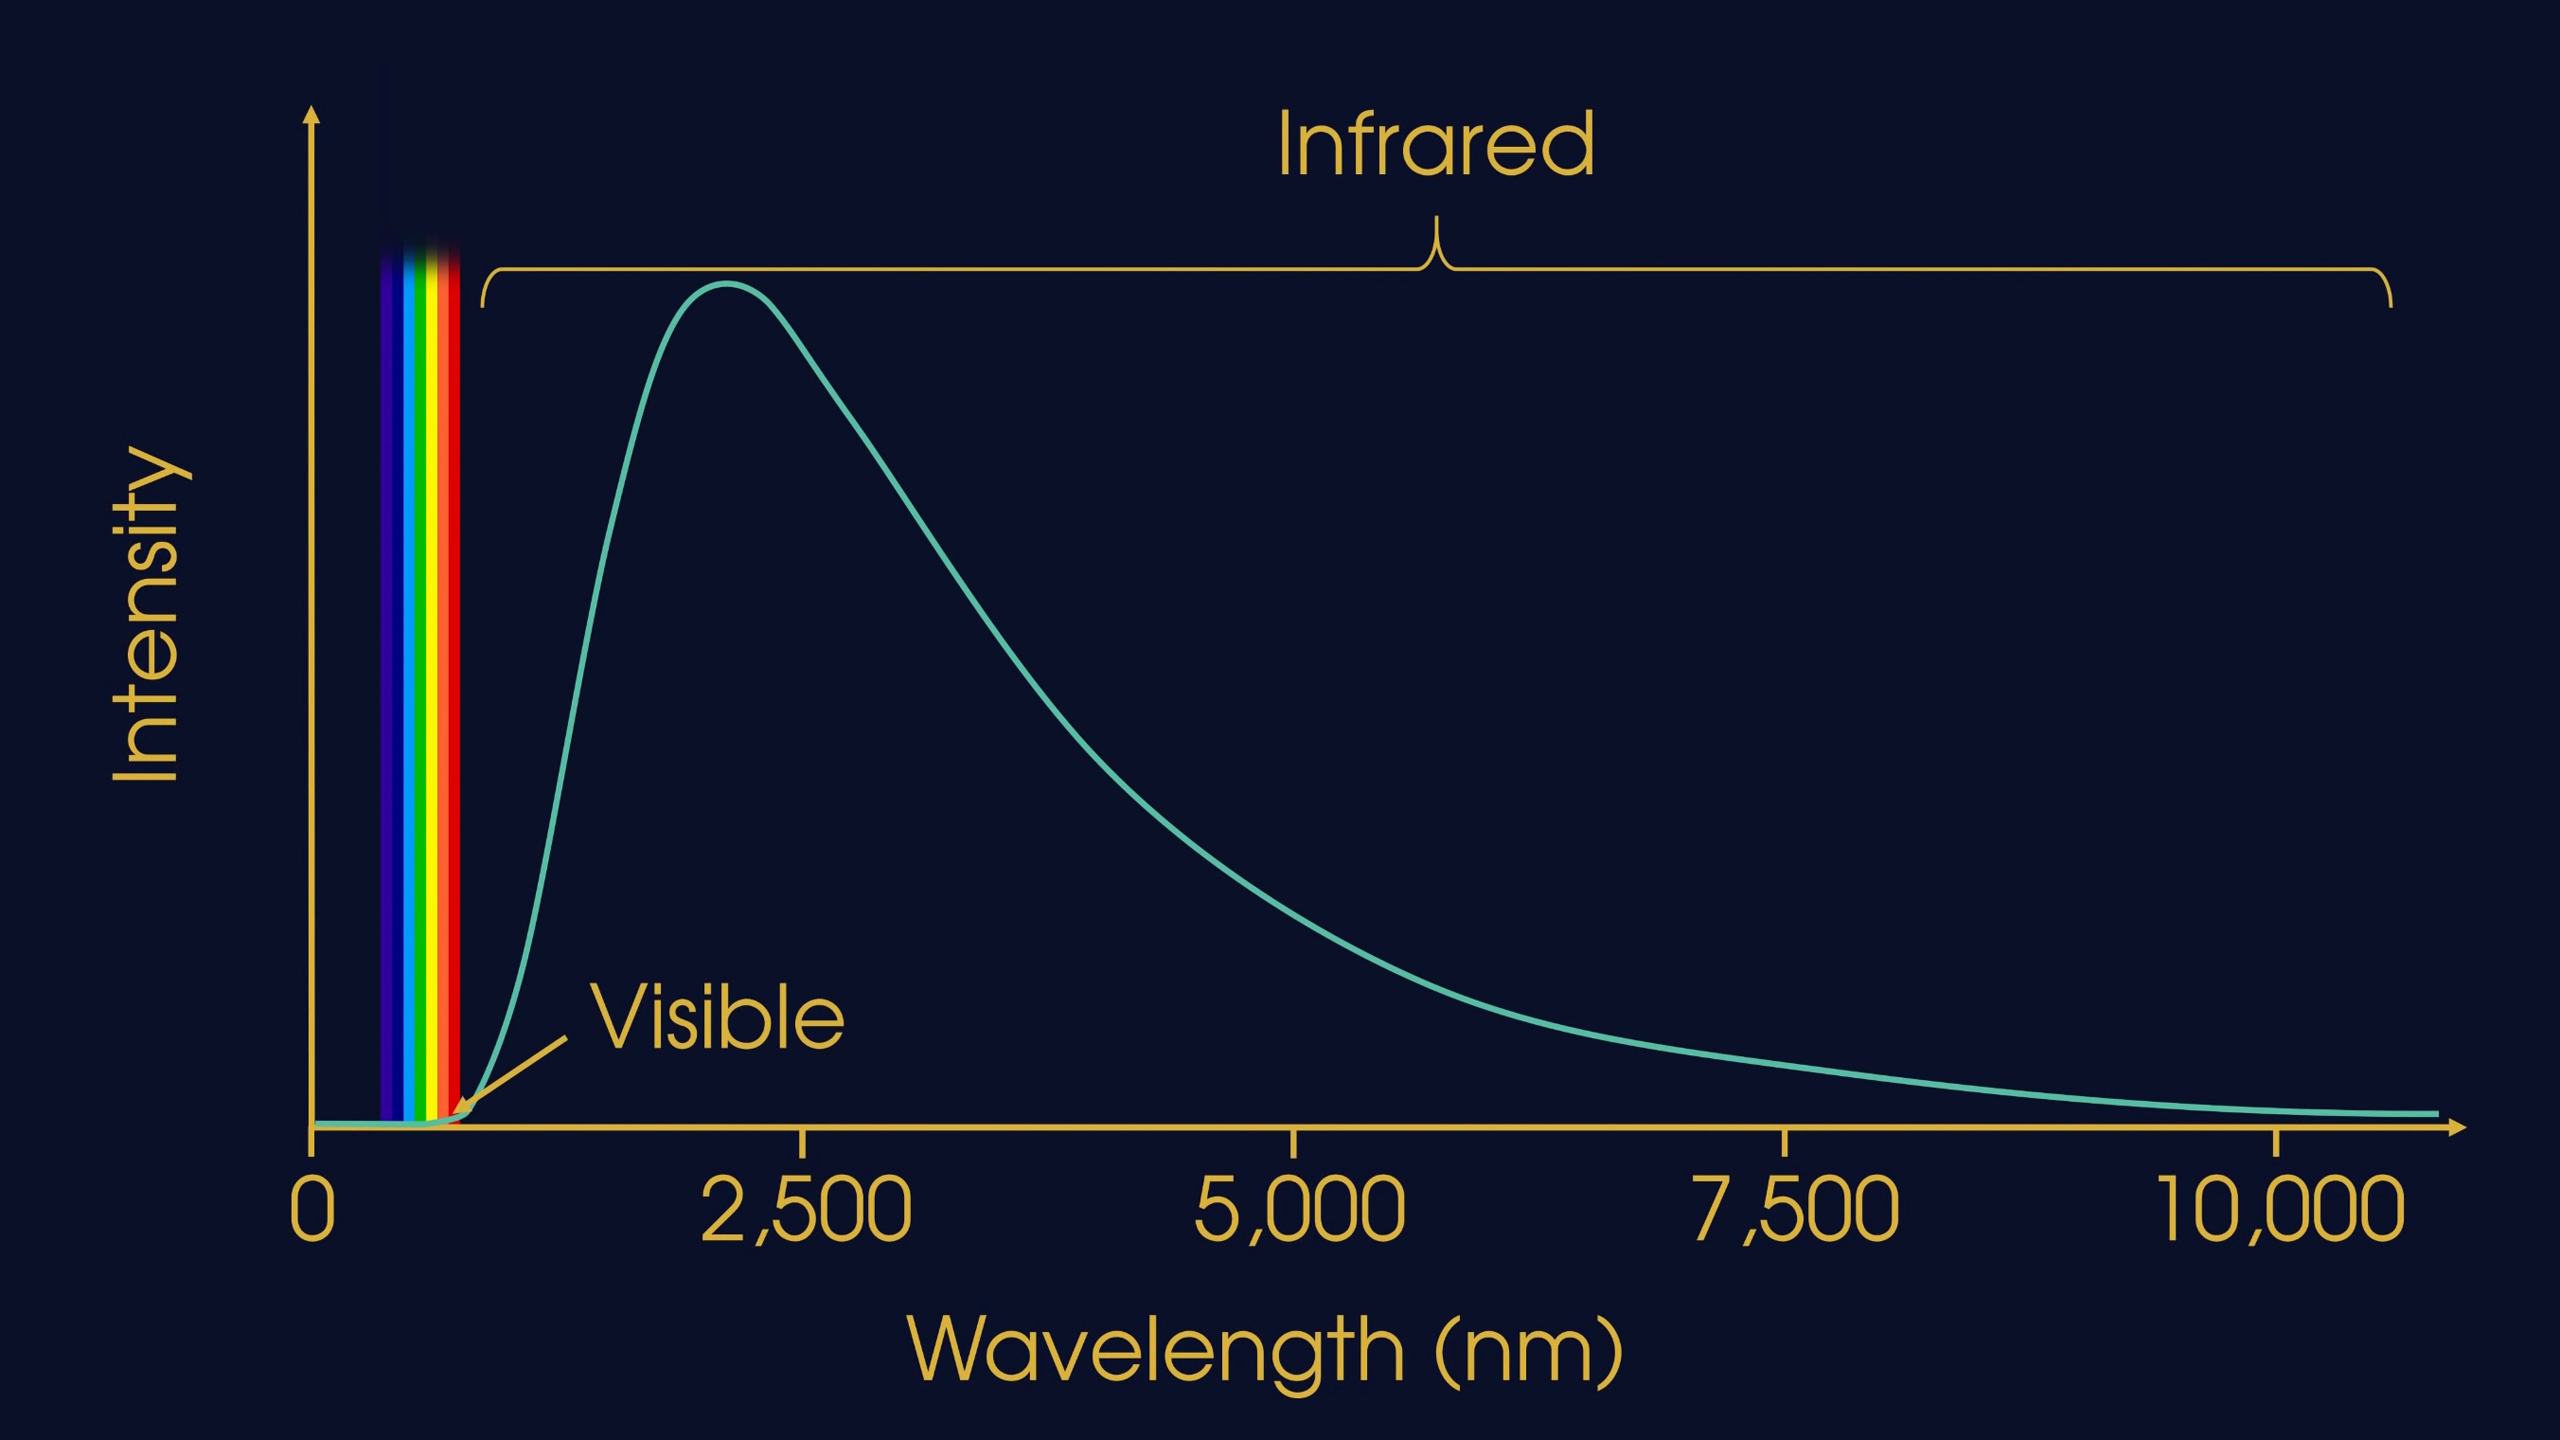 Infrared
Intensity
Visible
0 2,500 5,000 7,500 10,000
Wavelength (nm)